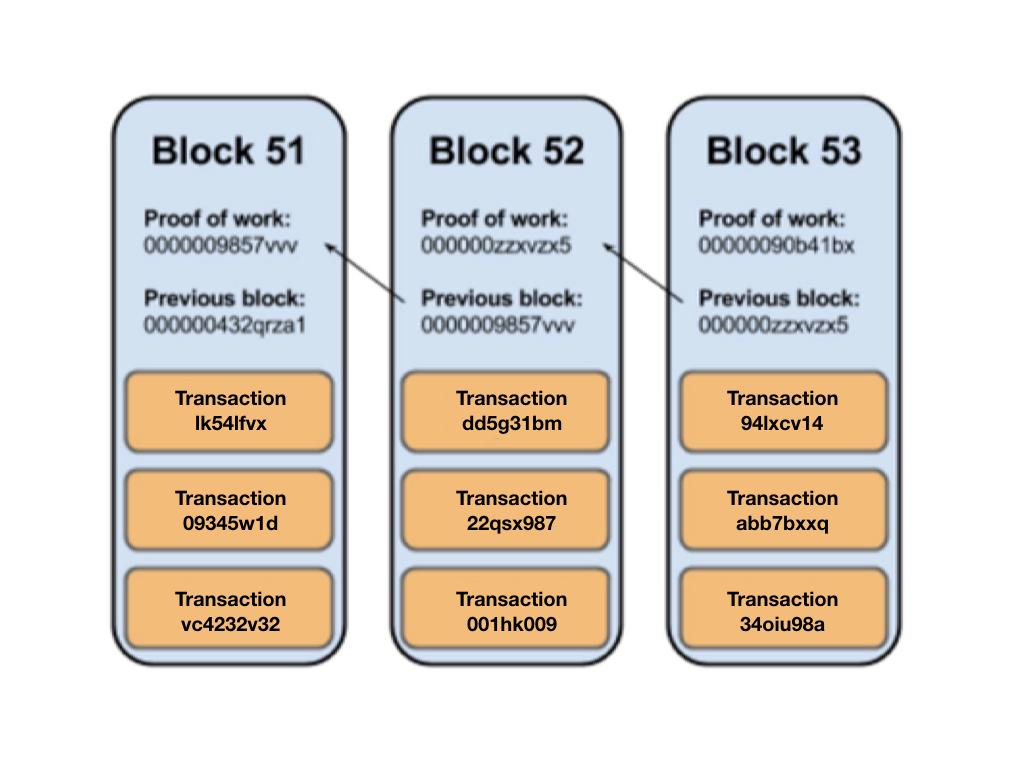 Block 51
Proof of work:
0000009857vvv
Previous block:
000000432qrza1
Transaction
lk54lfvx
Transaction
09345w1d
Transaction
vc4232v32
Block 52
Proof of work:
000000zzxvzx5
Previous block:
0000009857vvv
Transaction
dd5g31bm
Transaction
22qsx987
Transaction
001hk009
Block 53
Proof of work:
00000090b41bx
Previous block:
000000zzxvzx5
Transaction
94lxcv14
Transaction
abb7bxxq
Transaction
34oiu98a